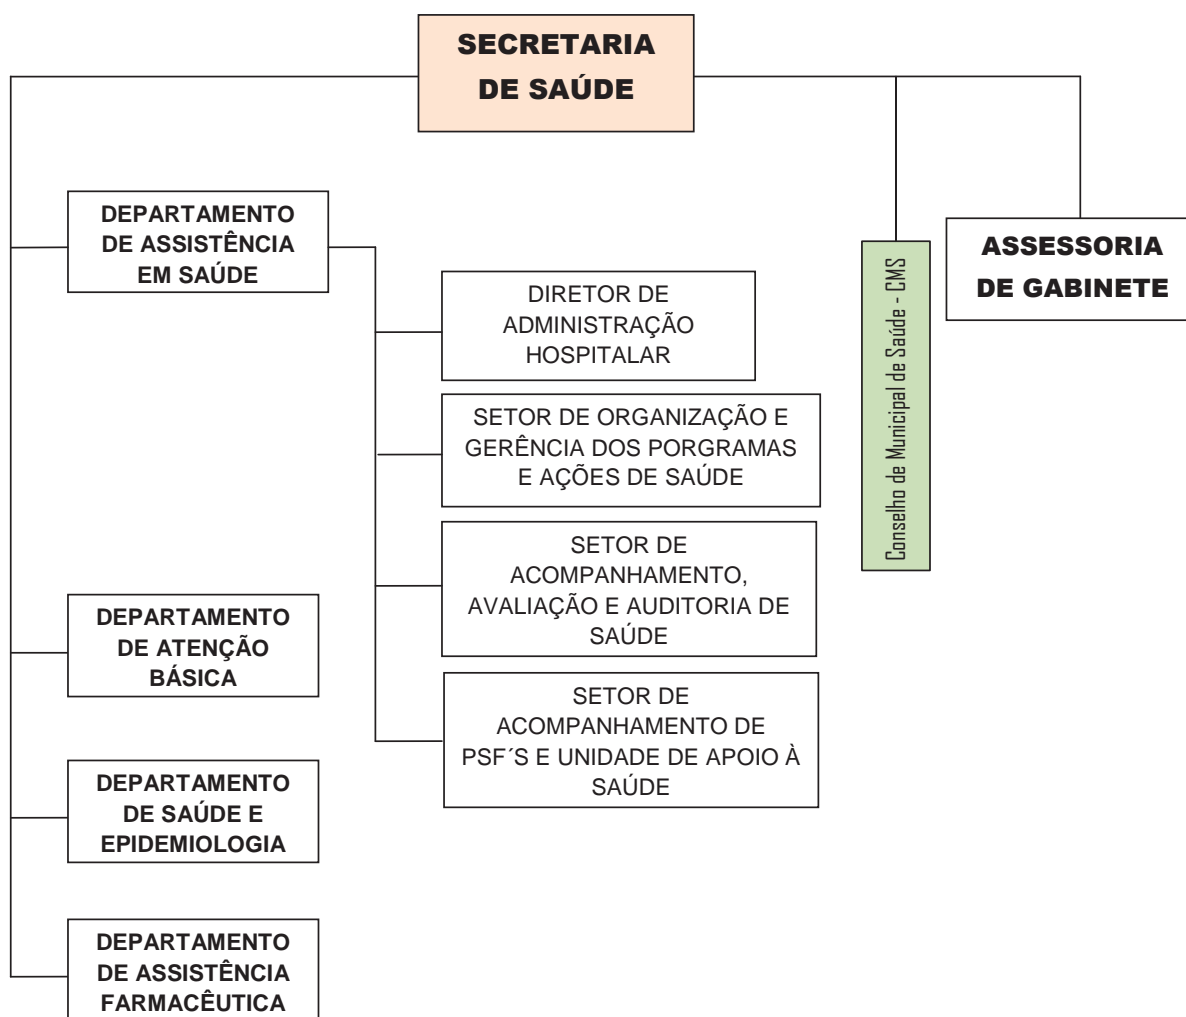 SECRETARIA
DE SAÚDE
DEPARTAMENTO
DE ASSISTÊNCIA
EM SAÚDE
DIRETOR DE
ADMINISTRAÇÃO
HOSPITALAR
SETOR DE ORGANIZAÇÃO E
GERÊNCIA DOS PORGRAMAS
E AÇÕES DE SAÚDE
SETOR DE
ACOMPANHAMENTO,
AVALIAÇÃO E AUDITORIA DE
SAÚDE
SETOR DE
ACOMPANHAMENTO DE
PSF´S E UNIDADE DE APOIO À
SAÚDE
Conselho de Municipal de Saúde - CMS
ASSESSORIA
DE GABINETE
DEPARTAMENTO
DE ATENÇÃO
BÁSICA
DEPARTAMENTO
DE SAÚDE E
EPIDEMIOLOGIA
DEPARTAMENTO
DE ASSISTÊNCIA
FARMACÊUTICA